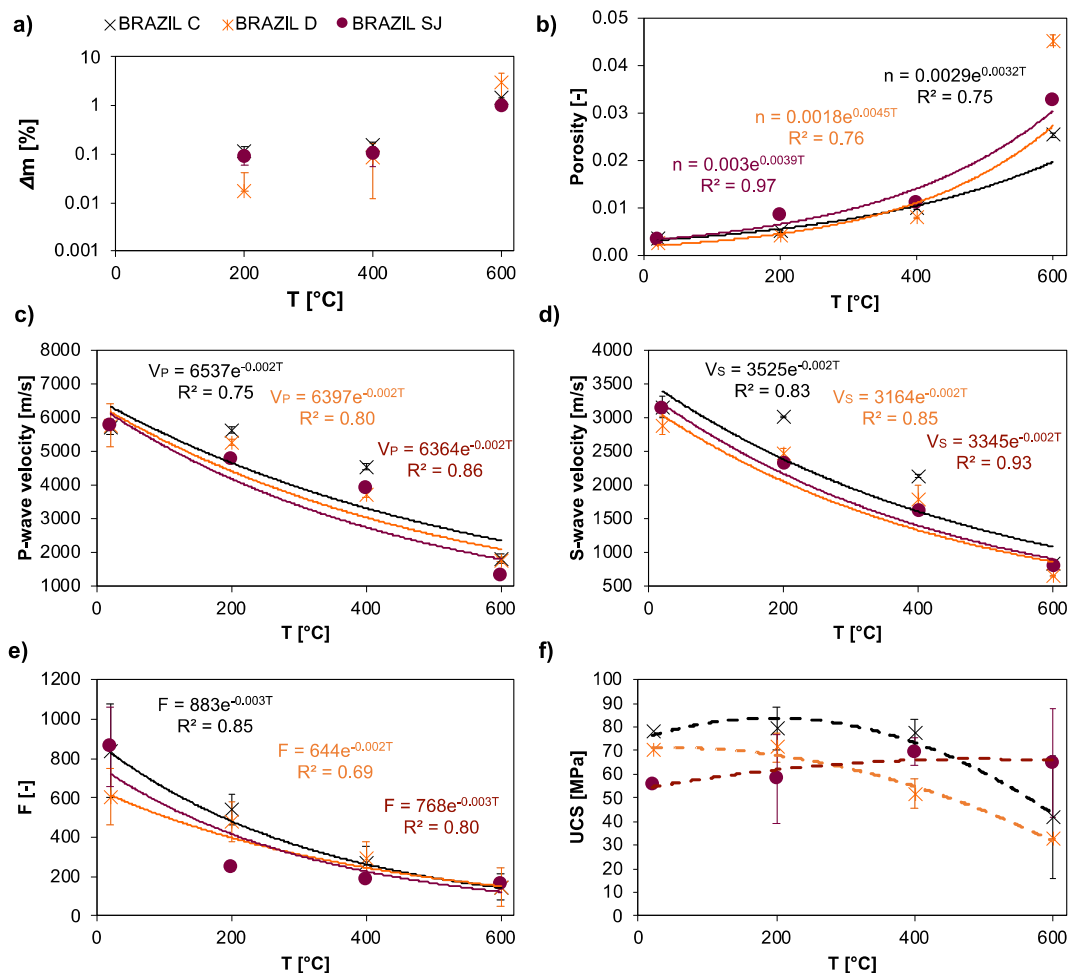 a)
BRAZIL C
BRAZIL D
BRAZIL SJ
Δm [%]
10
1
0.1
0.01
0.001
0
200
400
600
T [°C]
b)
Porosity [-]
0.05
0.04
0.03
0.02
0.01
0.00
n = 0.0029e^0.0032T
R² = 0.75
n = 0.0018e^0.0045T
R² = 0.76
n = 0.003e^0.0039T
R² = 0.97
0
200
400
600
T [°C]
c)
P-wave velocity [m/s]
8000
7000
6000
5000
4000
3000
2000
1000
VP = 6537e^-0.002T
R² = 0.75
VP = 6397e^-0.002T
R² = 0.80
VP = 6364e^-0.002T
R² = 0.86
0
200
400
600
T [°C]
d)
S-wave velocity [m/s]
4000
3500
3000
2500
2000
1500
1000
500
VS = 3525e^-0.002T
R² = 0.83
VS = 3164e^-0.002T
R² = 0.85
VS = 3345e^-0.002T
R² = 0.93
0
200
400
600
T [°C]
e)
F [-]
1200
1000
800
600
400
200
0
F = 883e^-0.003T
R² = 0.85
F = 644e^-0.002T
R² = 0.69
F = 768e^-0.003T
R² = 0.80
0
200
400
600
T [°C]
f)
UCS [MPa]
100
90
80
70
60
50
40
30
20
10
0
0
200
400
600
T [°C]